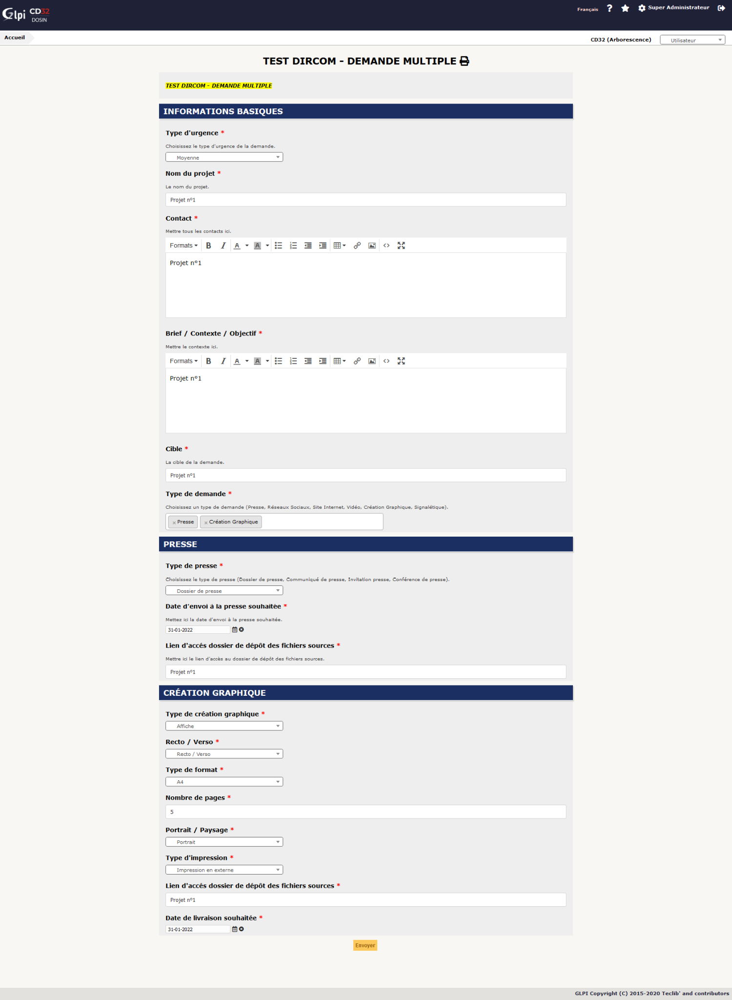 Glpi CD32 DOSIN
Français ? Super Administrateur
Accueil
CD32 (Arborescence) Utilisateur
TEST DIRCOM - DEMANDE MULTIPLE
TEST DIRCOM - DEMANDE MULTIPLE
INFORMATIONS BASIQUES
Type d'urgence *
Choisissez le type d'urgence de la demande.
Moyenne
Nom du projet *
Le nom du projet.
Projet n°1
Contact *
Mettre tous les contacts ici.
Formats B I A A
Projet n°1
Brief / Contexte / Objectif *
Mettre le contexte ici.
Formats B I A A
Projet n°1
Cible *
La cible de la demande.
Projet n°1
Type de demande *
Choisissez un type de demande (Presse, Réseaux Sociaux, Site Internet, Vidéo, Création Graphique, Signalétique).
× Presse × Création Graphique
PRESSE
Type de presse *
Choisissez le type de presse (Dossier de presse, Communiqué de presse, Invitation presse, Conférence de presse).
Dossier de presse
Date d'envoi à la presse souhaitée *
Mettez ici la date d'envoi à la presse souhaitée.
31-01-2022
Lien d'accés dossier de dépôt des fichiers sources *
Mettre ici le lien d'accès au dossier de dépôt des fichiers sources.
Projet n°1
CRÉATION GRAPHIQUE
Type de création graphique *
Affiche
Recto / Verso *
Recto / Verso
Type de format *
A4
Nombre de pages *
5
Portrait / Paysage *
Portrait
Type d'impression *
Impression en externe
Lien d'accés dossier de dépôt des fichiers sources *
Projet n°1
Date de livraison souhaitée *
31-01-2022
Envoyer
GLPI Copyright (C) 2015-2020 Teclib' and contributors